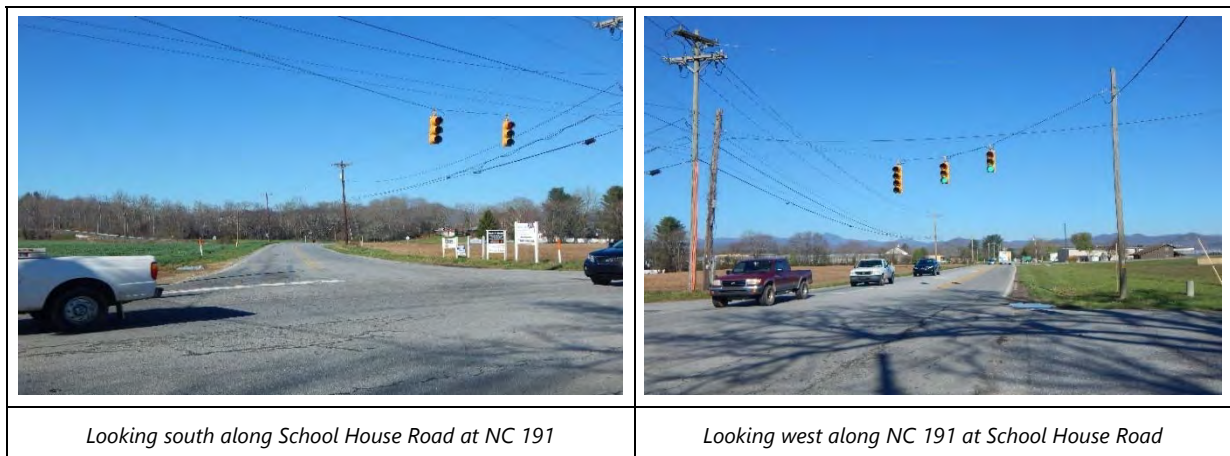 Looking south along School House Road at NC 191
Looking west along NC 191 at School House Road